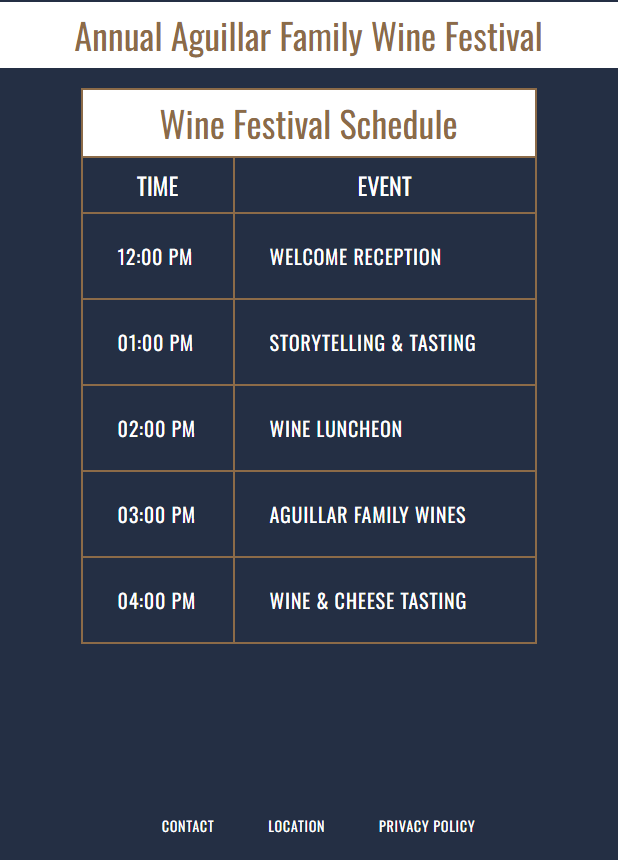 Annual Aguillar Family Wine Festival
Wine Festival Schedule
TIME EVENT
12:00 PM WELCOME RECEPTION
01:00 PM STORYTELLING & TASTING
02:00 PM WINE LUNCHEON
03:00 PM AGUILLAR FAMILY WINES
04:00 PM WINE & CHEESE TASTING
CONTACT LOCATION PRIVACY POLICY